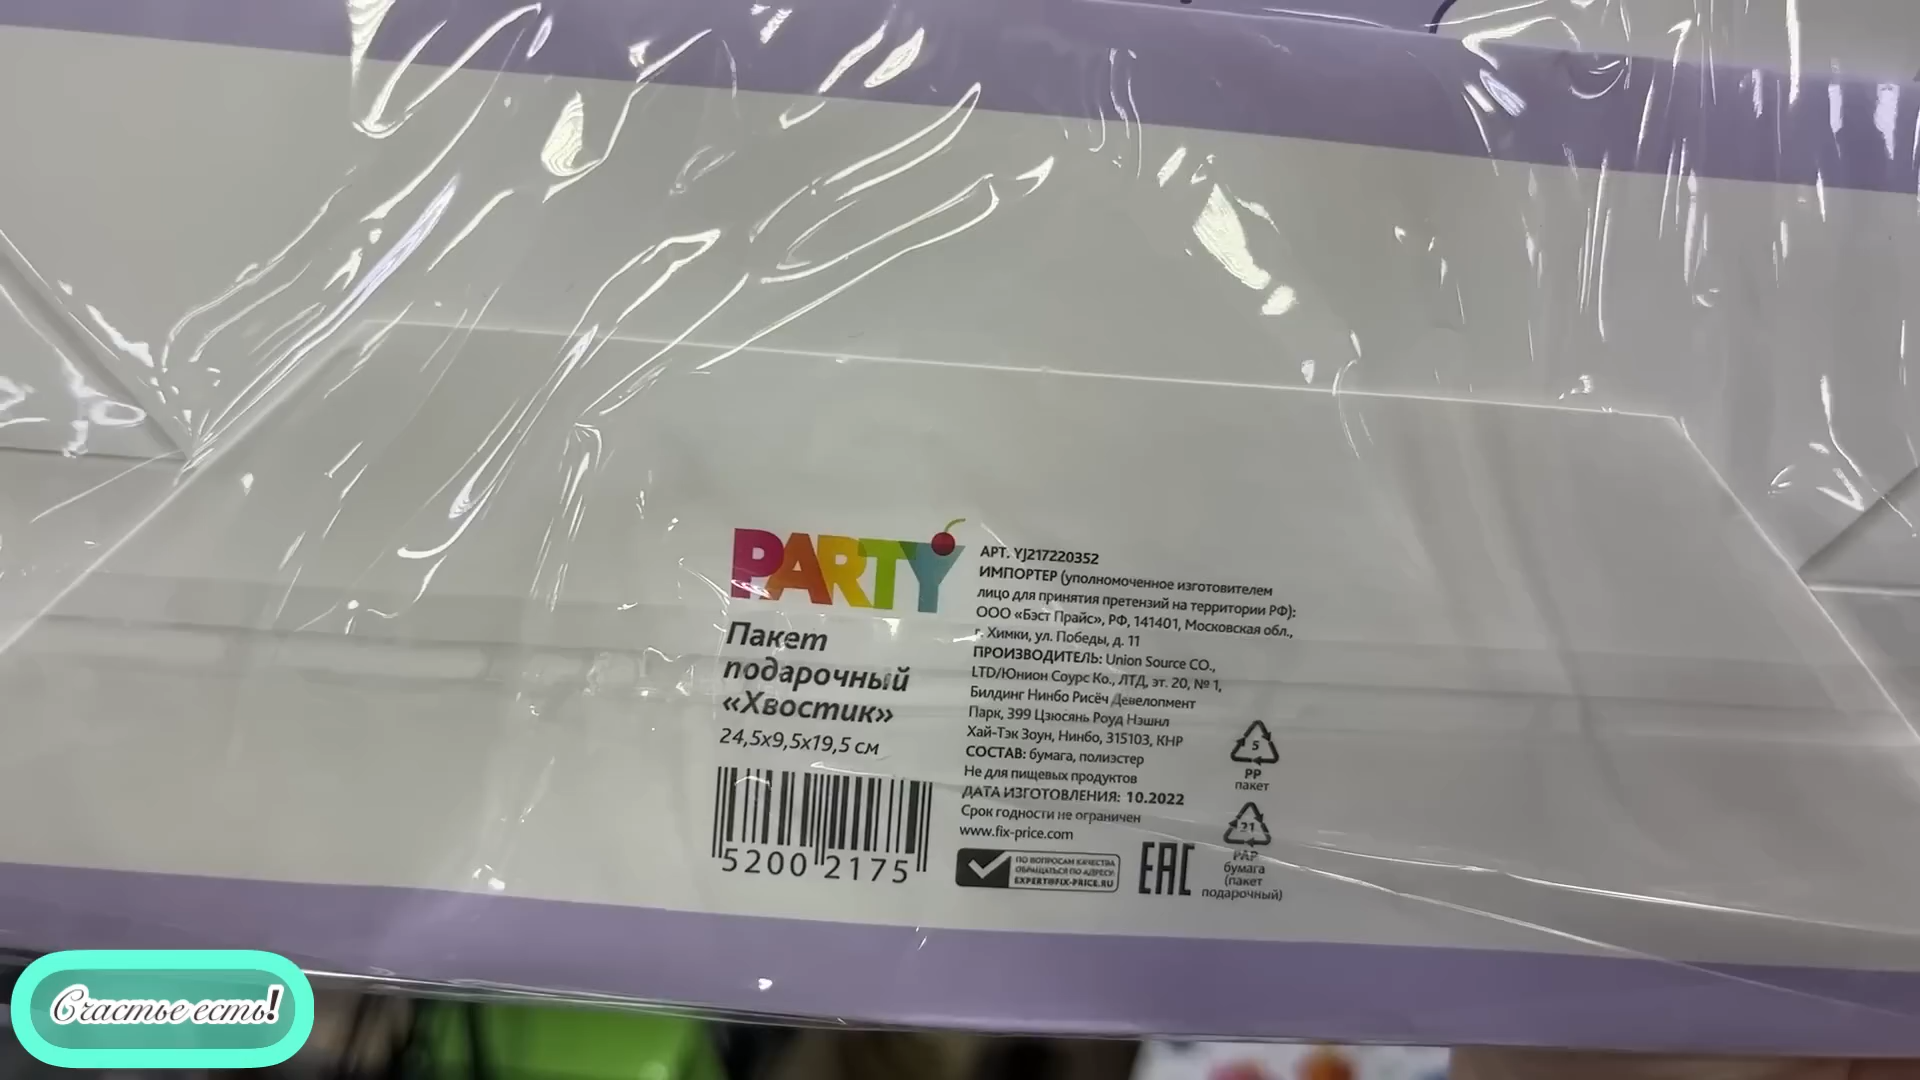 PARTY
Пакет
подарочный
«Хвостик»
24,5х9,5х19,5 см
5200 2175
АРТ. YJ217220352
ИМПОРТЕР (уполномоченное изготовителем
лицо для принятия претензий на территории РФ):
ООО «Бэст Прайс», РФ, 141401, Московская обл.,
г. Химки, ул. Победы, д. 11
ПРОИЗВОДИТЕЛЬ: Union Source CO.,
LTD/Юнион Соурс Ко., ЛТД, эт. 20, № 1,
Билдинг Нинбо Рисёч Девелопмент
Парк, 399 Цзюсянь Роуд Нэшнл
Хай-Тэк Зоун, Нинбо, 315103, КНР
СОСТАВ: бумага, полиэстер
Не для пищевых продуктов
ДАТА ИЗГОТОВЛЕНИЯ: 10.2022
Срок годности не ограничен
www.fix-price.com
ПО ВОПРОСАМ КАЧЕСТВА
ОБРАЩАТЬСЯ ПО АДРЕСУ:
EXPERT@FIX-PRICE.RU
EAC
5
PP
пакет
21
PAP
бумага
(пакет
подарочный)
Счастье есть!